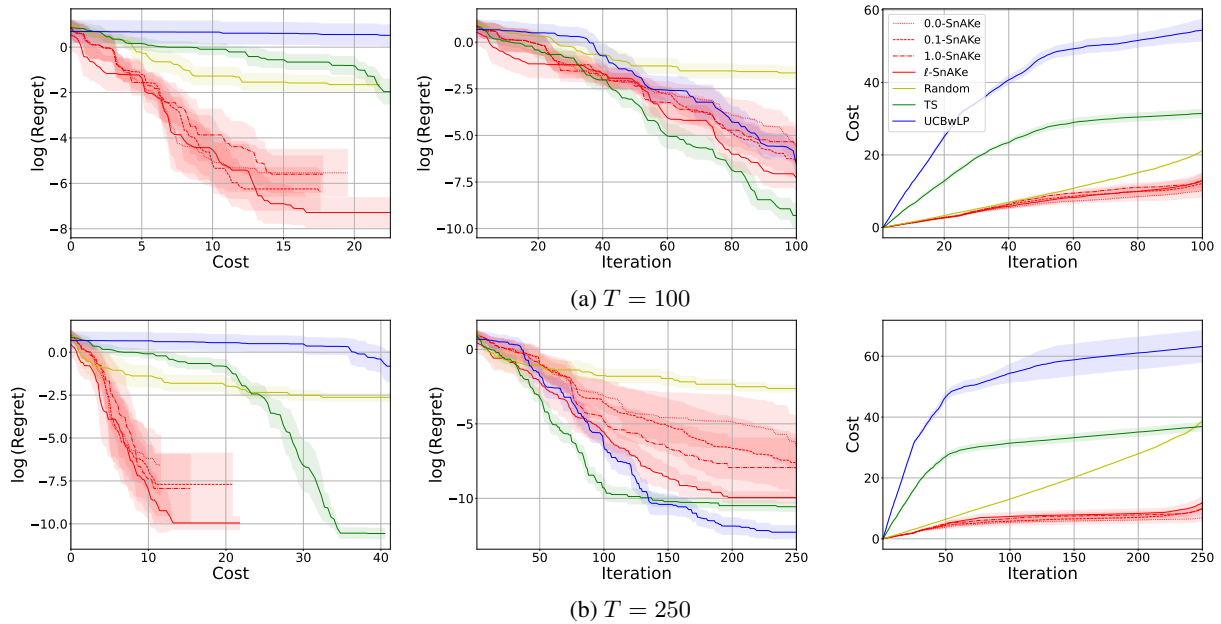 0
−2
−4
−6
−8
0
5
10
15
20
log (Regret)
Cost
0.0
−2.5
−5.0
−7.5
−10.0
20
40
60
80
100
log (Regret)
Iteration
60
40
20
0
20
40
60
80
100
Cost
Iteration
0.0-SnAKe
0.1-SnAKe
1.0-SnAKe
ℓ-SnAKe
Random
TS
UCBwLP
(a) T = 100
0.0
−2.5
−5.0
−7.5
−10.0
0
10
20
30
40
log (Regret)
Cost
0
−5
−10
50
100
150
200
250
log (Regret)
Iteration
60
40
20
0
50
100
150
200
250
Cost
Iteration
(b) T = 250